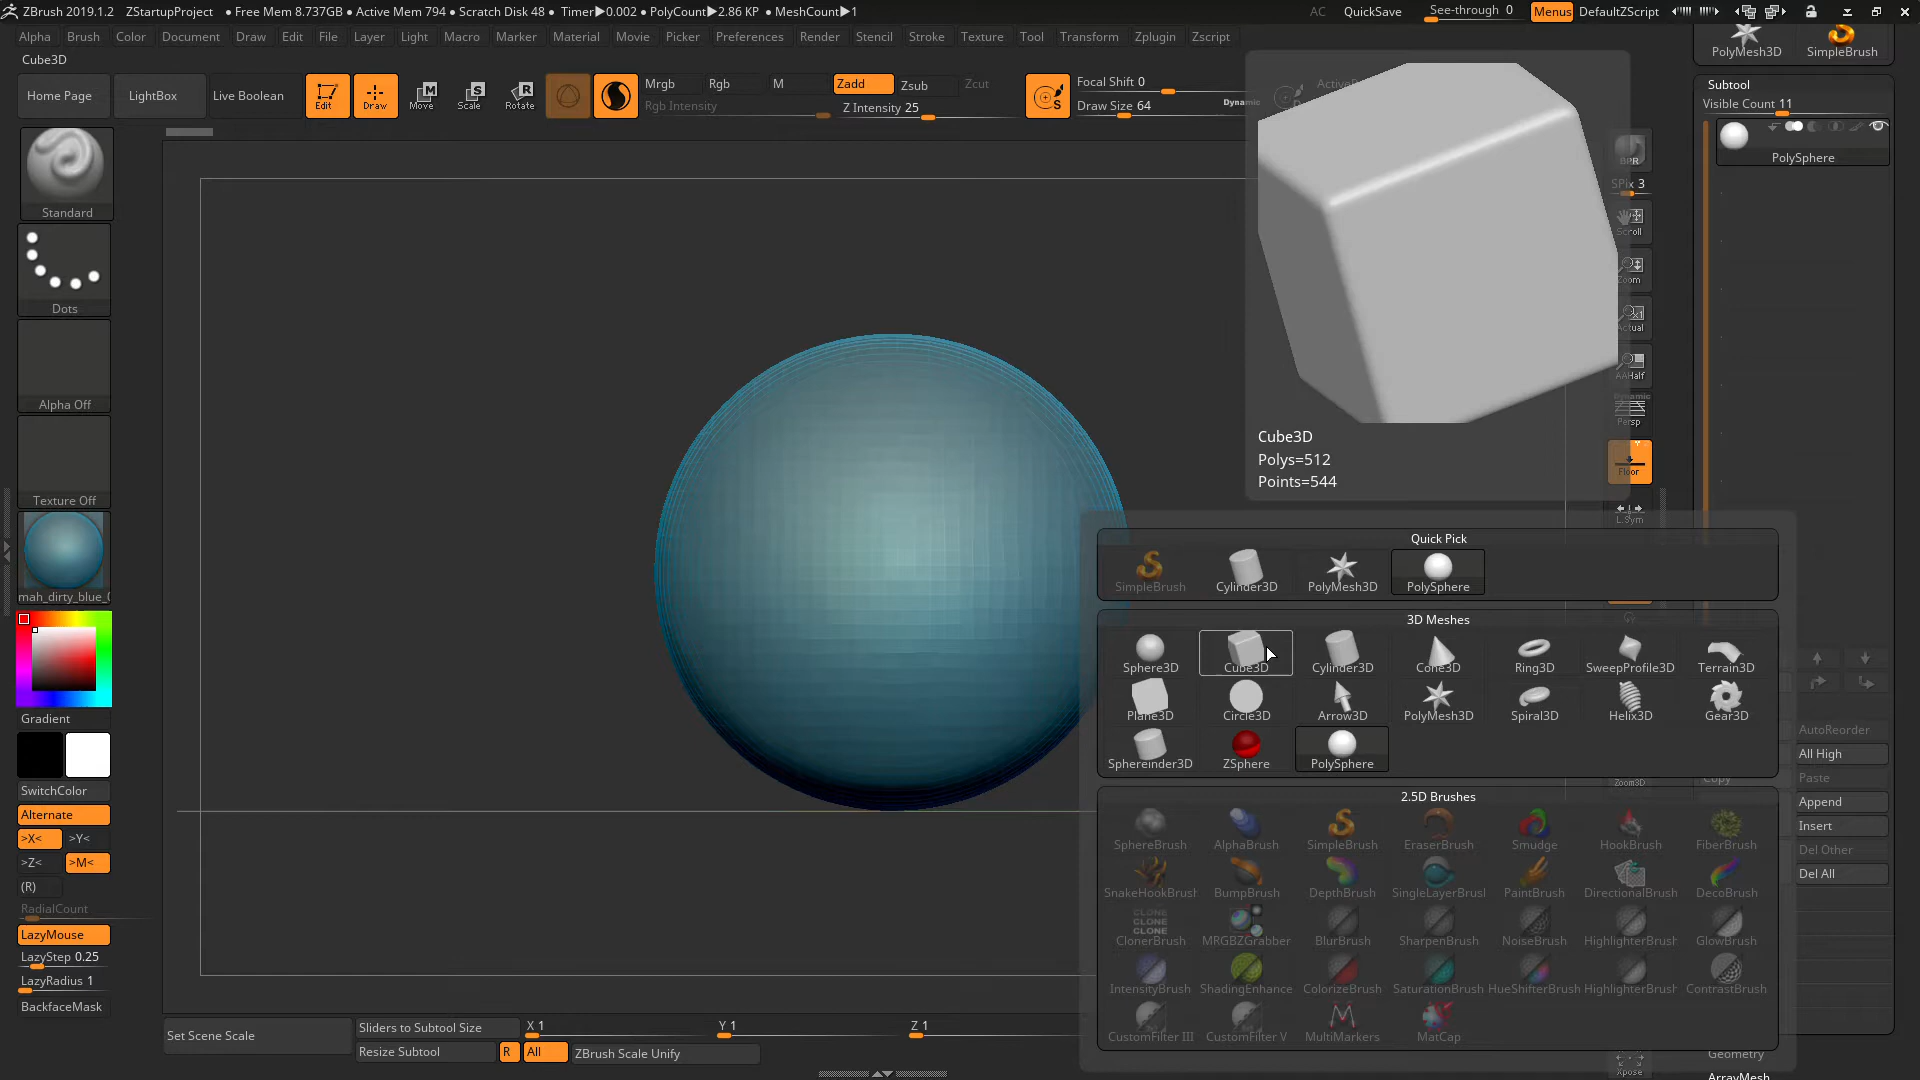 ZBrush 2019.1.2 ZStartupProject • Free Mem 8.737GB • Active Mem 794 • Scratch Disk 48 • Timer▶0.002 • PolyCount▶2.86 KP • MeshCount▶1 AC QuickSave See-through 0 Menus DefaultZScript
Alpha Brush Color Document Draw Edit File Layer Light Macro Marker Material Movie Picker Preferences Render Stencil Stroke Texture Tool Transform Zplugin Zscript
PolyMesh3D SimpleBrush
Cube3D
Home Page LightBox Live Boolean Edit Draw Move Scale Rotate
Mrgb Rgb M Zadd Zsub Zcut
Rgb Intensity Z Intensity 25
Focal Shift 0
Draw Size 64 Dynamic
Subtool
Visible Count 11
PolySphere
Standard
Dots
Alpha Off
Texture Off
mah_dirty_blue_
Gradient
SwitchColor
Alternate
>X< >Y<
>Z< >M<
(R)
RadialCount
LazyMouse
LazyStep 0.25
LazyRadius 1
BackfaceMask
BPR
SPix 3
Scroll
Zoom
Actual
AAHalf
Dynamic
Persp
Floor
L.Sym
Zoom3D
Xpose
Cube3D
Polys=512
Points=544
Quick Pick
SimpleBrush Cylinder3D PolyMesh3D PolySphere
3D Meshes
Sphere3D Cube3D Cylinder3D Cone3D Ring3D SweepProfile3D Terrain3D
Plane3D Circle3D Arrow3D PolyMesh3D Spiral3D Helix3D Gear3D
Sphereinder3D ZSphere PolySphere
2.5D Brushes
SphereBrush AlphaBrush SimpleBrush EraserBrush Smudge HookBrush FiberBrush
SnakeHookBrush BumpBrush DepthBrush SingleLayerBrusl PaintBrush DirectionalBrush DecoBrush
CLONE
CLONE
CLONE
ClonerBrush MRGBZGrabber BlurBrush SharpenBrush NoiseBrush HighlighterBrush GlowBrush
IntensityBrush ShadingEnhance ColorizeBrush SaturationBrush HueShifterBrush HighlighterBrush ContrastBrush
CustomFilter III CustomFilter V MultiMarkers MatCap
AutoReorder
All High
Copy Paste
Append
Insert
Del Other
Del All
Geometry
ArrayMesh
Set Scene Scale
Sliders to Subtool Size X 1 Y 1 Z 1
Resize Subtool R All ZBrush Scale Unify